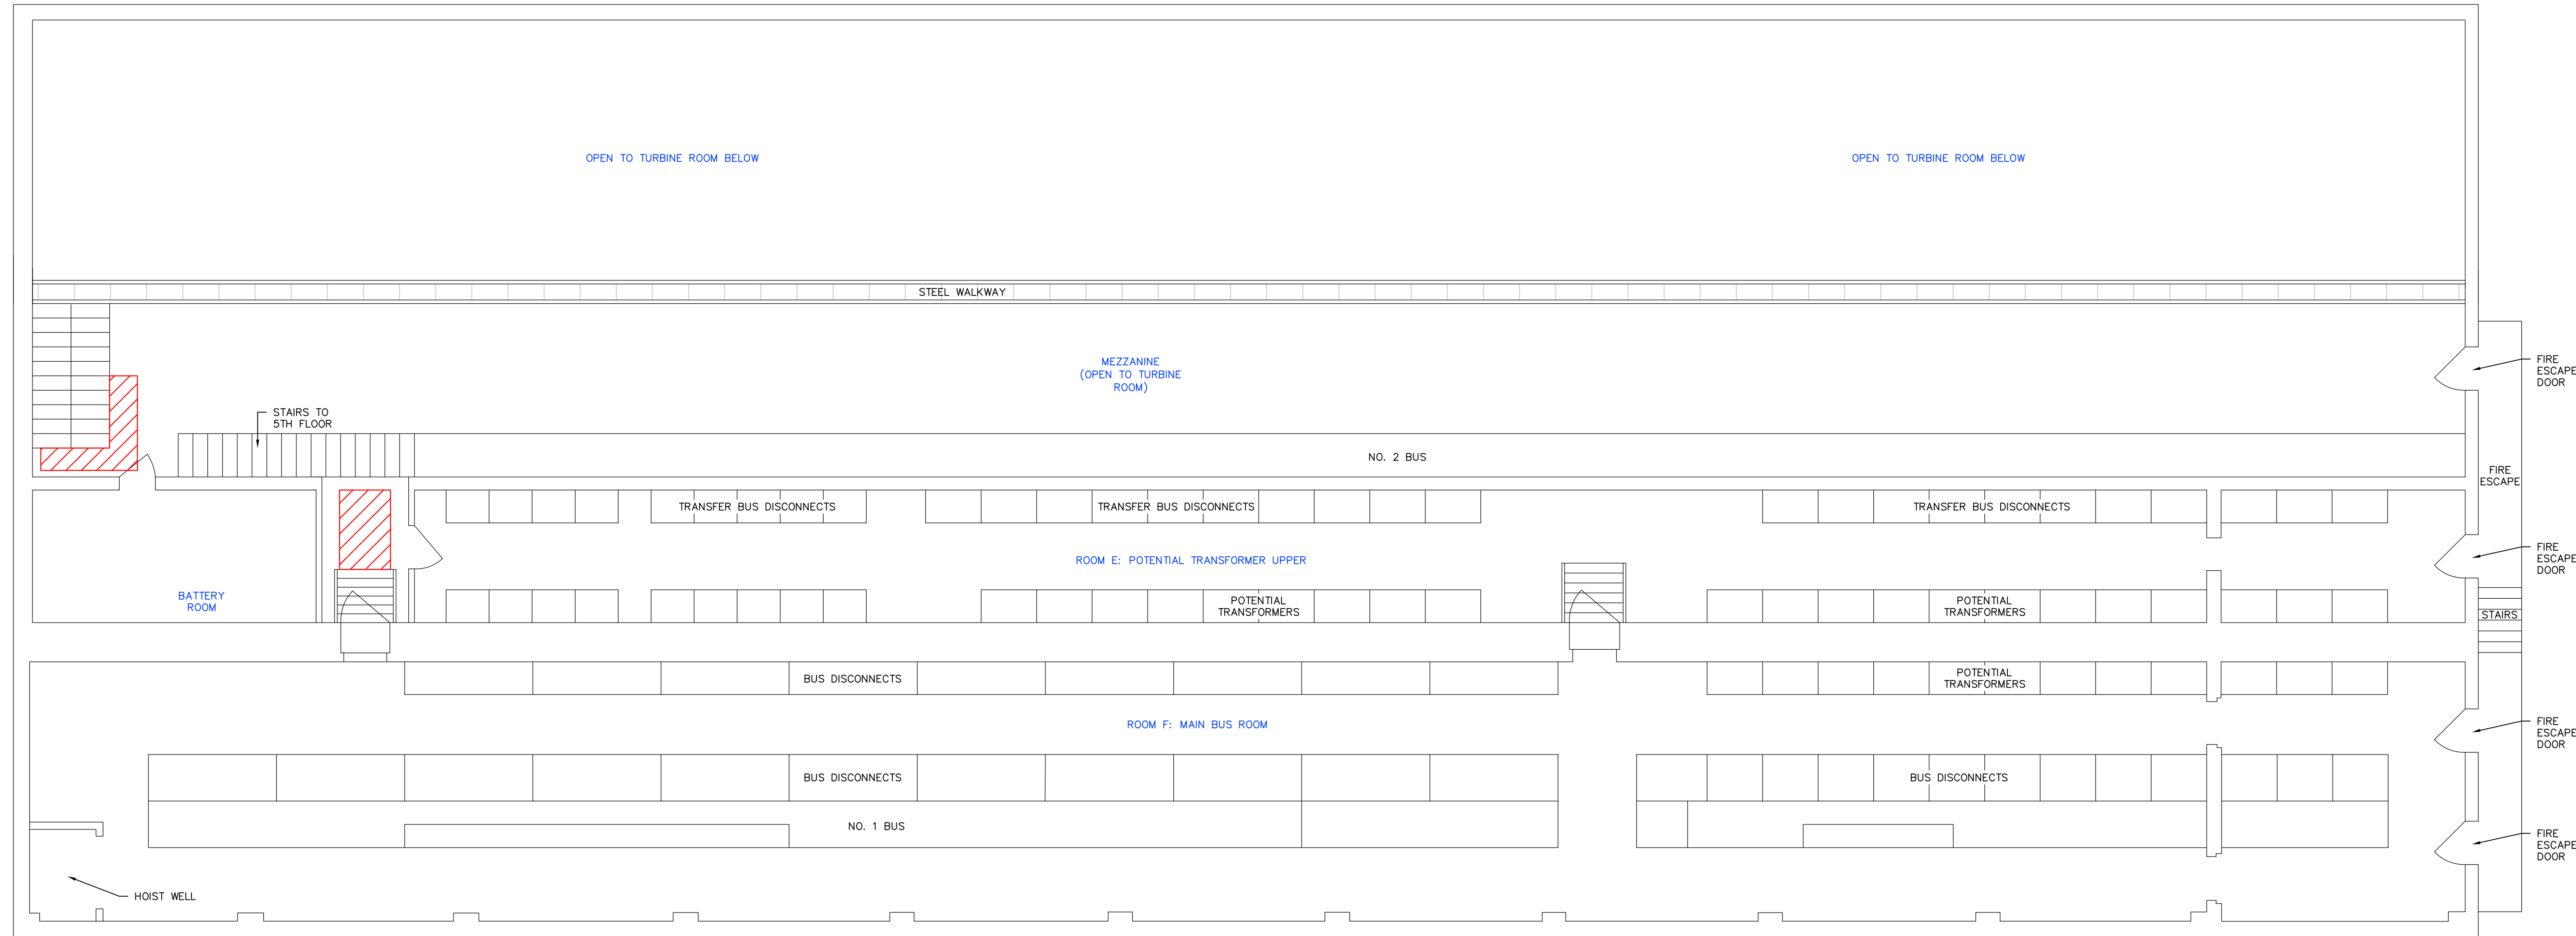 OPEN TO TURBINE ROOM BELOW
OPEN TO TURBINE ROOM BELOW
STEEL WALKWAY
MEZZANINE
(OPEN TO TURBINE
ROOM)
FIRE
ESCAPE
DOOR
STAIRS TO
5TH FLOOR
NO. 2 BUS
FIRE
ESCAPE
TRANSFER BUS DISCONNECTS
TRANSFER BUS DISCONNECTS
TRANSFER BUS DISCONNECTS
ROOM E: POTENTIAL TRANSFORMER UPPER
FIRE
ESCAPE
DOOR
BATTERY
ROOM
POTENTIAL
TRANSFORMERS
POTENTIAL
TRANSFORMERS
STAIRS
BUS DISCONNECTS
POTENTIAL
TRANSFORMERS
ROOM F: MAIN BUS ROOM
FIRE
ESCAPE
DOOR
BUS DISCONNECTS
BUS DISCONNECTS
NO. 1 BUS
FIRE
ESCAPE
DOOR
HOIST WELL